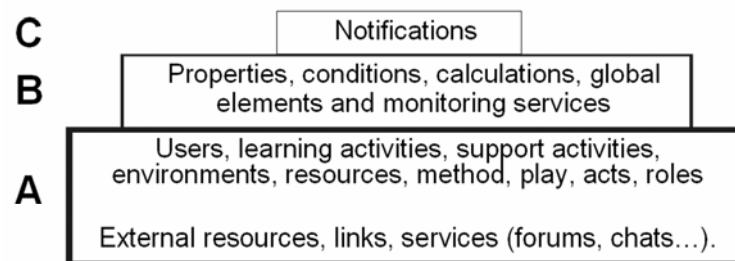 C Notifications
B Properties, conditions, calculations, global
elements and monitoring services
A Users, learning activities, support activities,
environments, resources, method, play, acts, roles
External resources, links, services (forums, chats…).